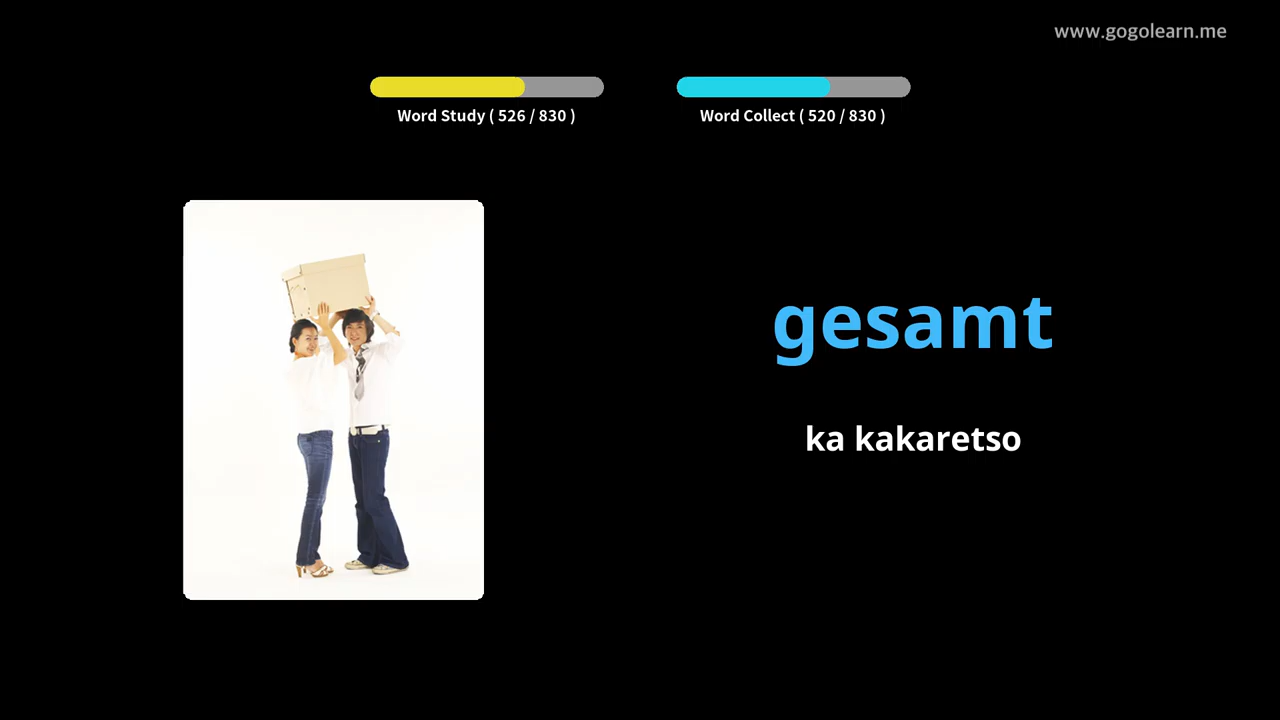 www.gogolearn.me
Word Study ( 526 / 830 )
Word Collect ( 520 / 830 )
gesamt
ka kakaretso